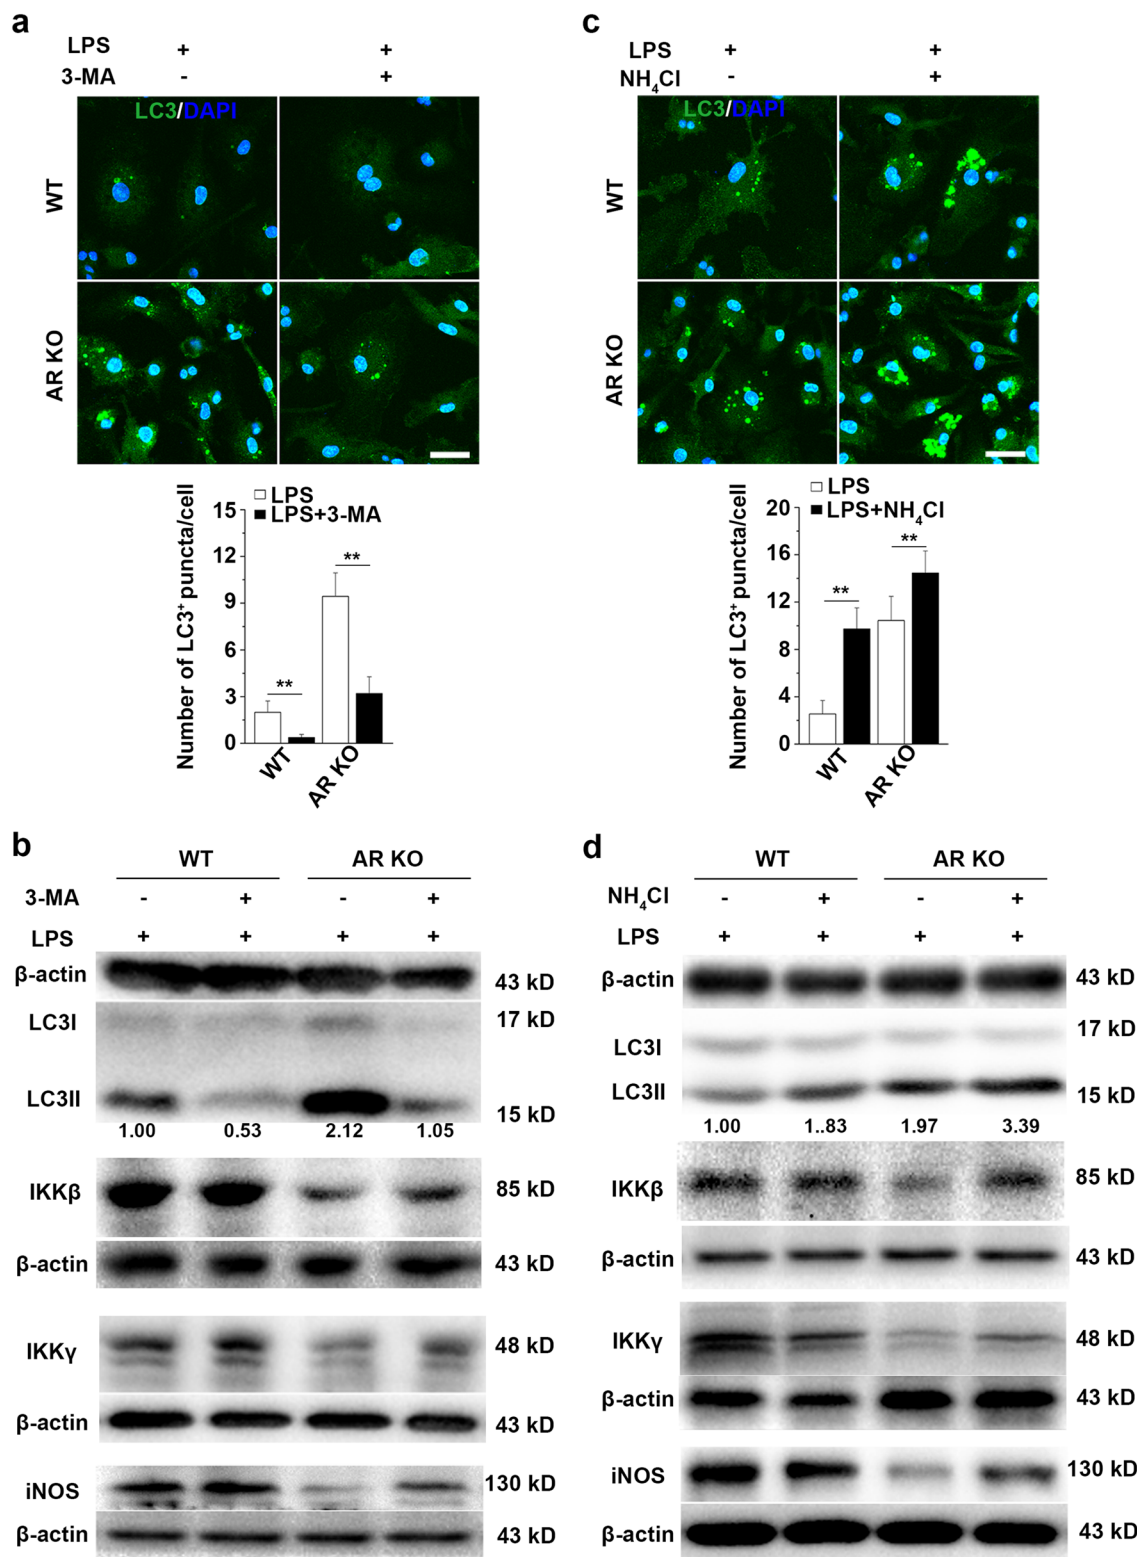 a
LPS + +
3-MA - +
LC3/DAPI
WT
AR KO
Number of LC3⁺ puncta/cell
LPS
LPS+3-MA
15
12
9
6
3
0
**
**
WT
AR KO
c
LPS + +
NH₄Cl - +
LC3/DAPI
WT
AR KO
Number of LC3⁺ puncta/cell
LPS
LPS+NH₄Cl
20
16
12
8
4
0
**
**
WT
AR KO
b
WT AR KO
3-MA - + - +
LPS + + + +
β-actin 43 kD
LC3I 17 kD
LC3II 15 kD
1.00 0.53 2.12 1.05
IKKβ 85 kD
β-actin 43 kD
IKKγ 48 kD
β-actin 43 kD
iNOS 130 kD
β-actin 43 kD
d
WT AR KO
NH₄Cl - + - +
LPS + + + +
β-actin 43 kD
17 kD
LC3I
LC3II 15 kD
1.00 1..83 1.97 3.39
IKKβ 85 kD
β-actin 43 kD
IKKγ 48 kD
β-actin 43 kD
iNOS 130 kD
β-actin 43 kD